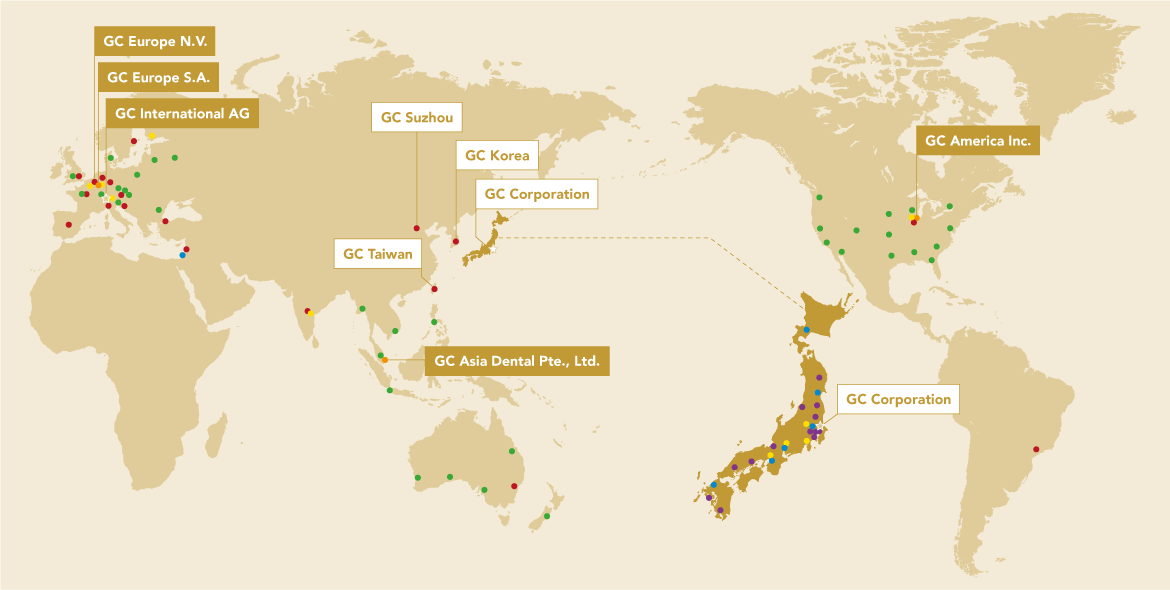 GC Europe N.V.
GC Europe S.A.
GC International AG
GC Suzhou
GC America Inc.
GC Korea
GC Corporation
GC Taiwan
GC Asia Dental Pte., Ltd.
GC Corporation